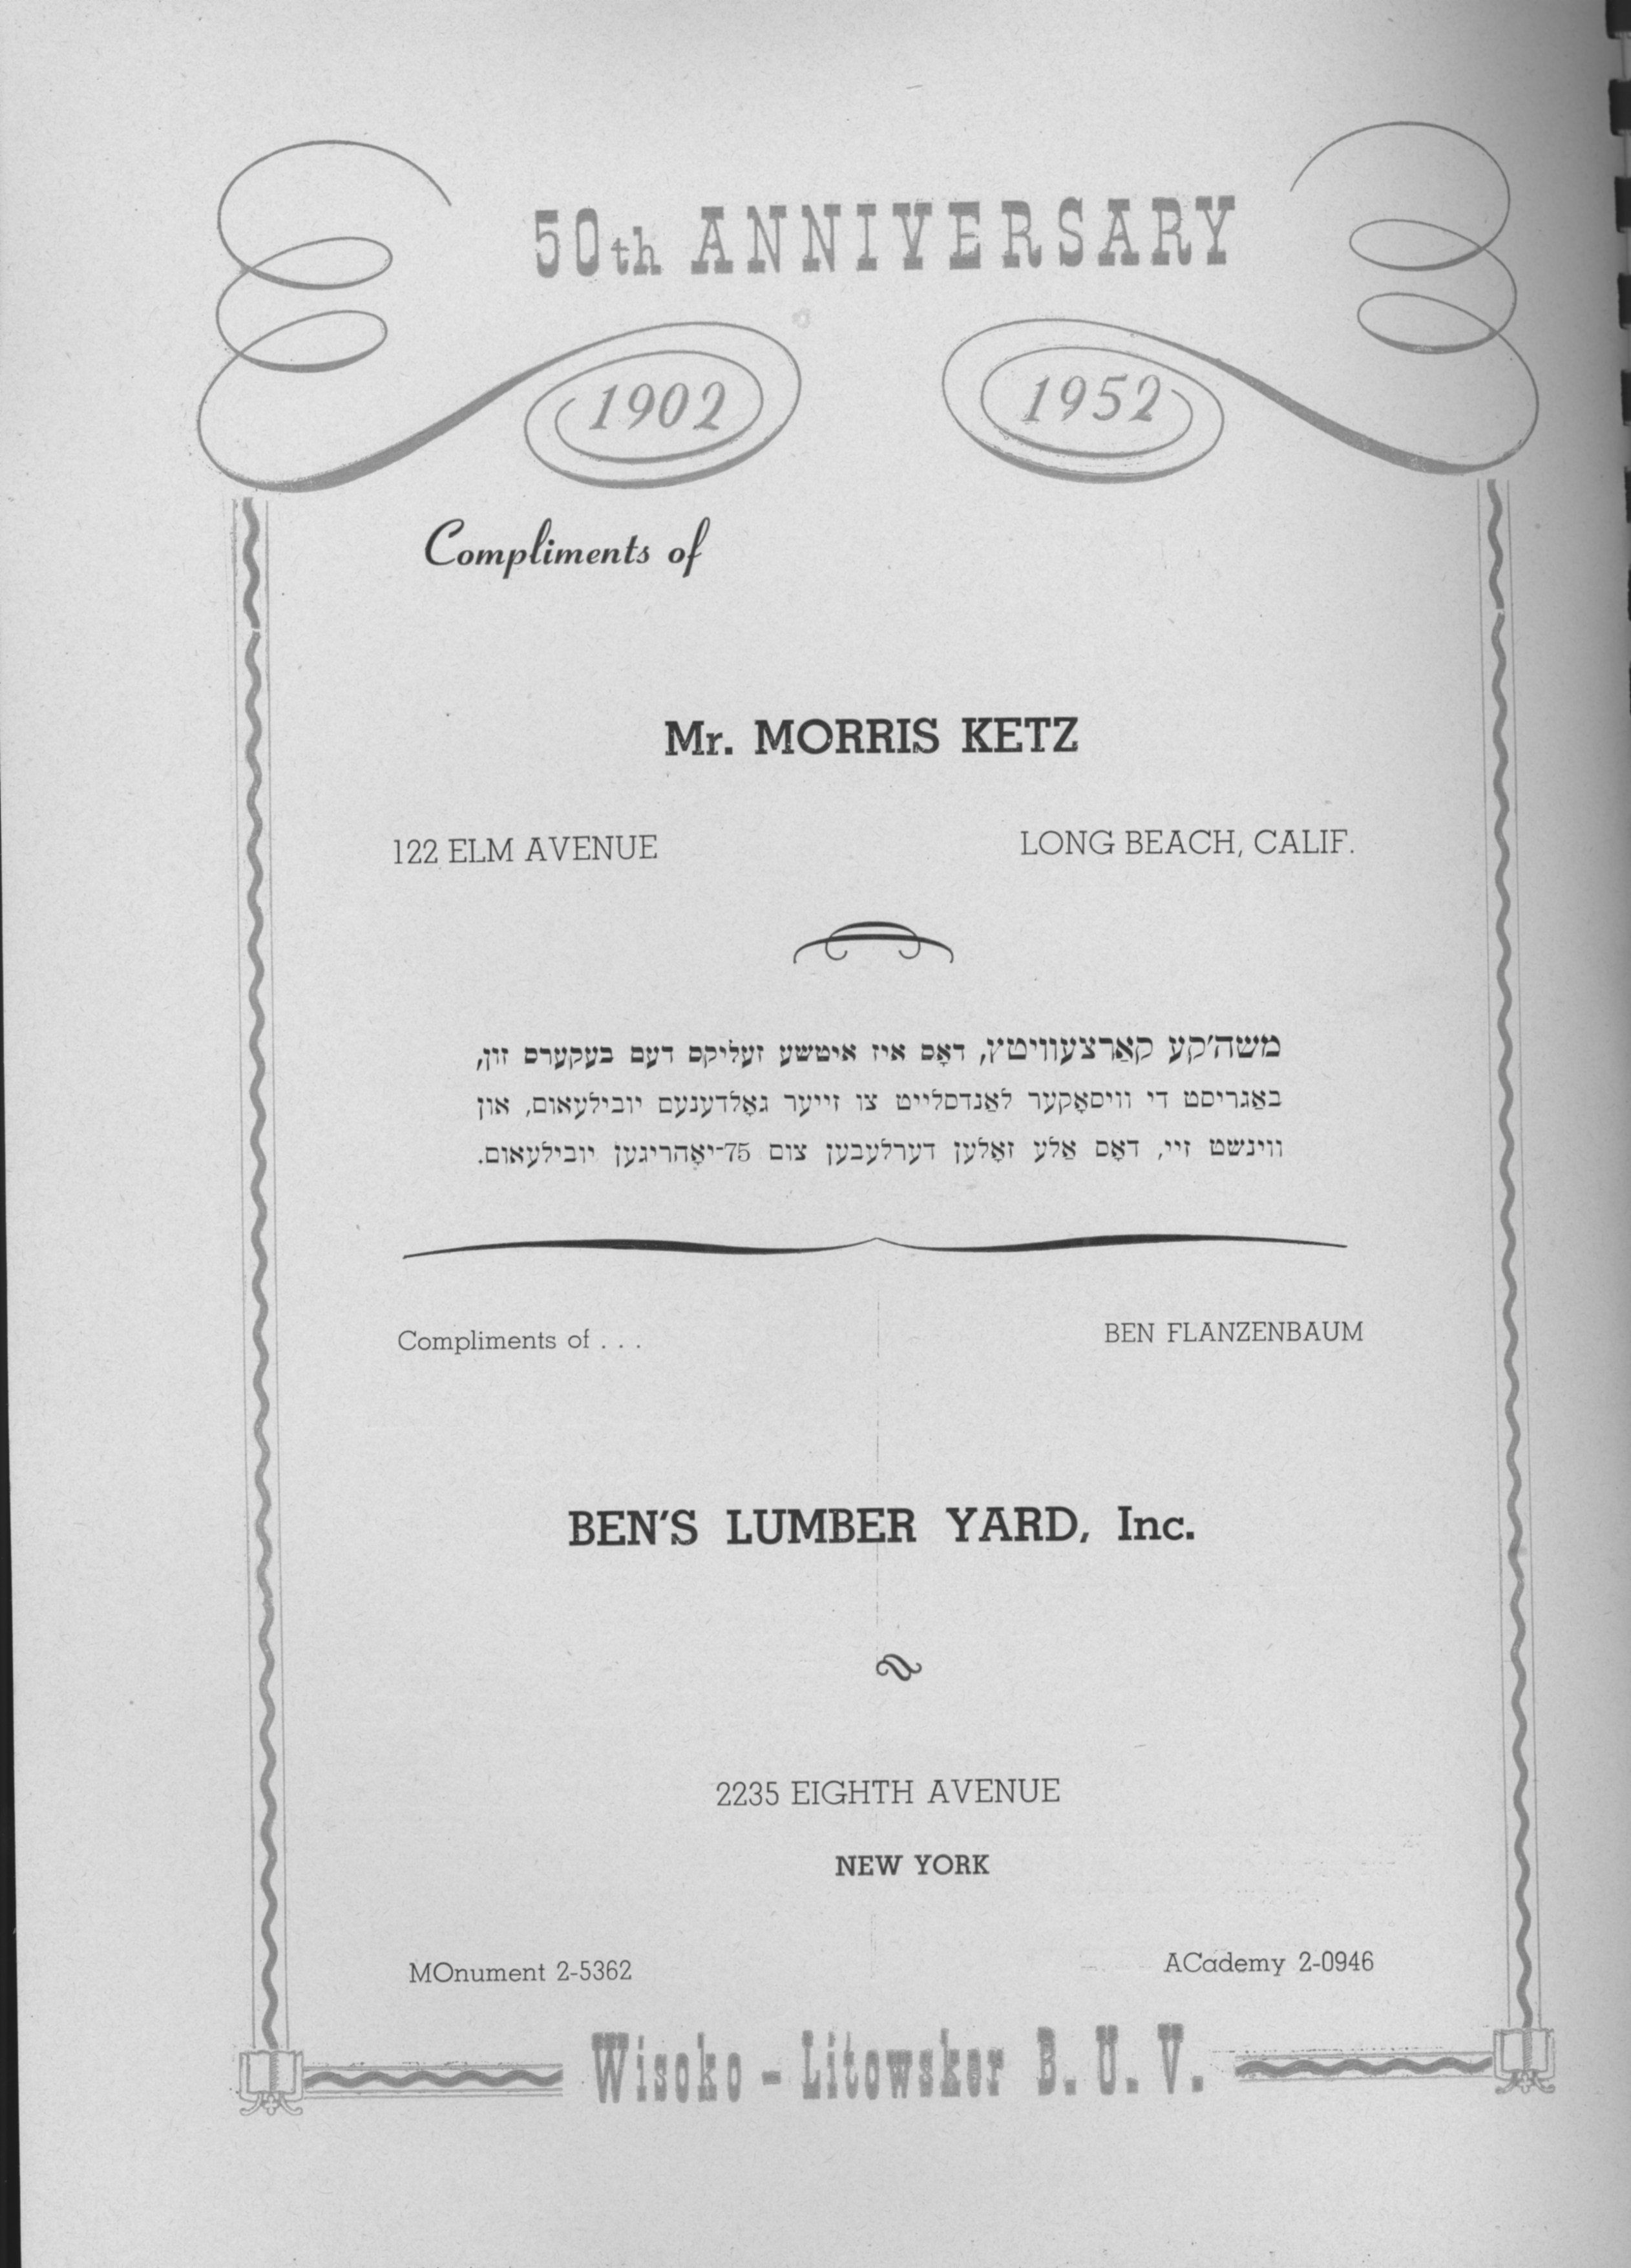 50th ANNIVERSARY
1902 1952
Compliments of
Mr. MORRIS KETZ
122 ELM AVENUE LONG BEACH, CALIF.
משה'קע קאַרצעוויטץ, דאָס איז איטשע זעליקס דעם בעקערס זון,
באַגריסט די וויסאָקער לאַנדסלייט צו זייער גאָלדענעם יובילעאום, און
ווינשט זיי, דאָס אַלע זאָלען דערלעבען צום 75-יאָהריגען יובילעאום.
Compliments of . . . BEN FLANZENBAUM
BEN'S LUMBER YARD, Inc.
2235 EIGHTH AVENUE
NEW YORK
MOnument 2-5362 ACademy 2-0946
Wisoko - Litowsker B. U. V.